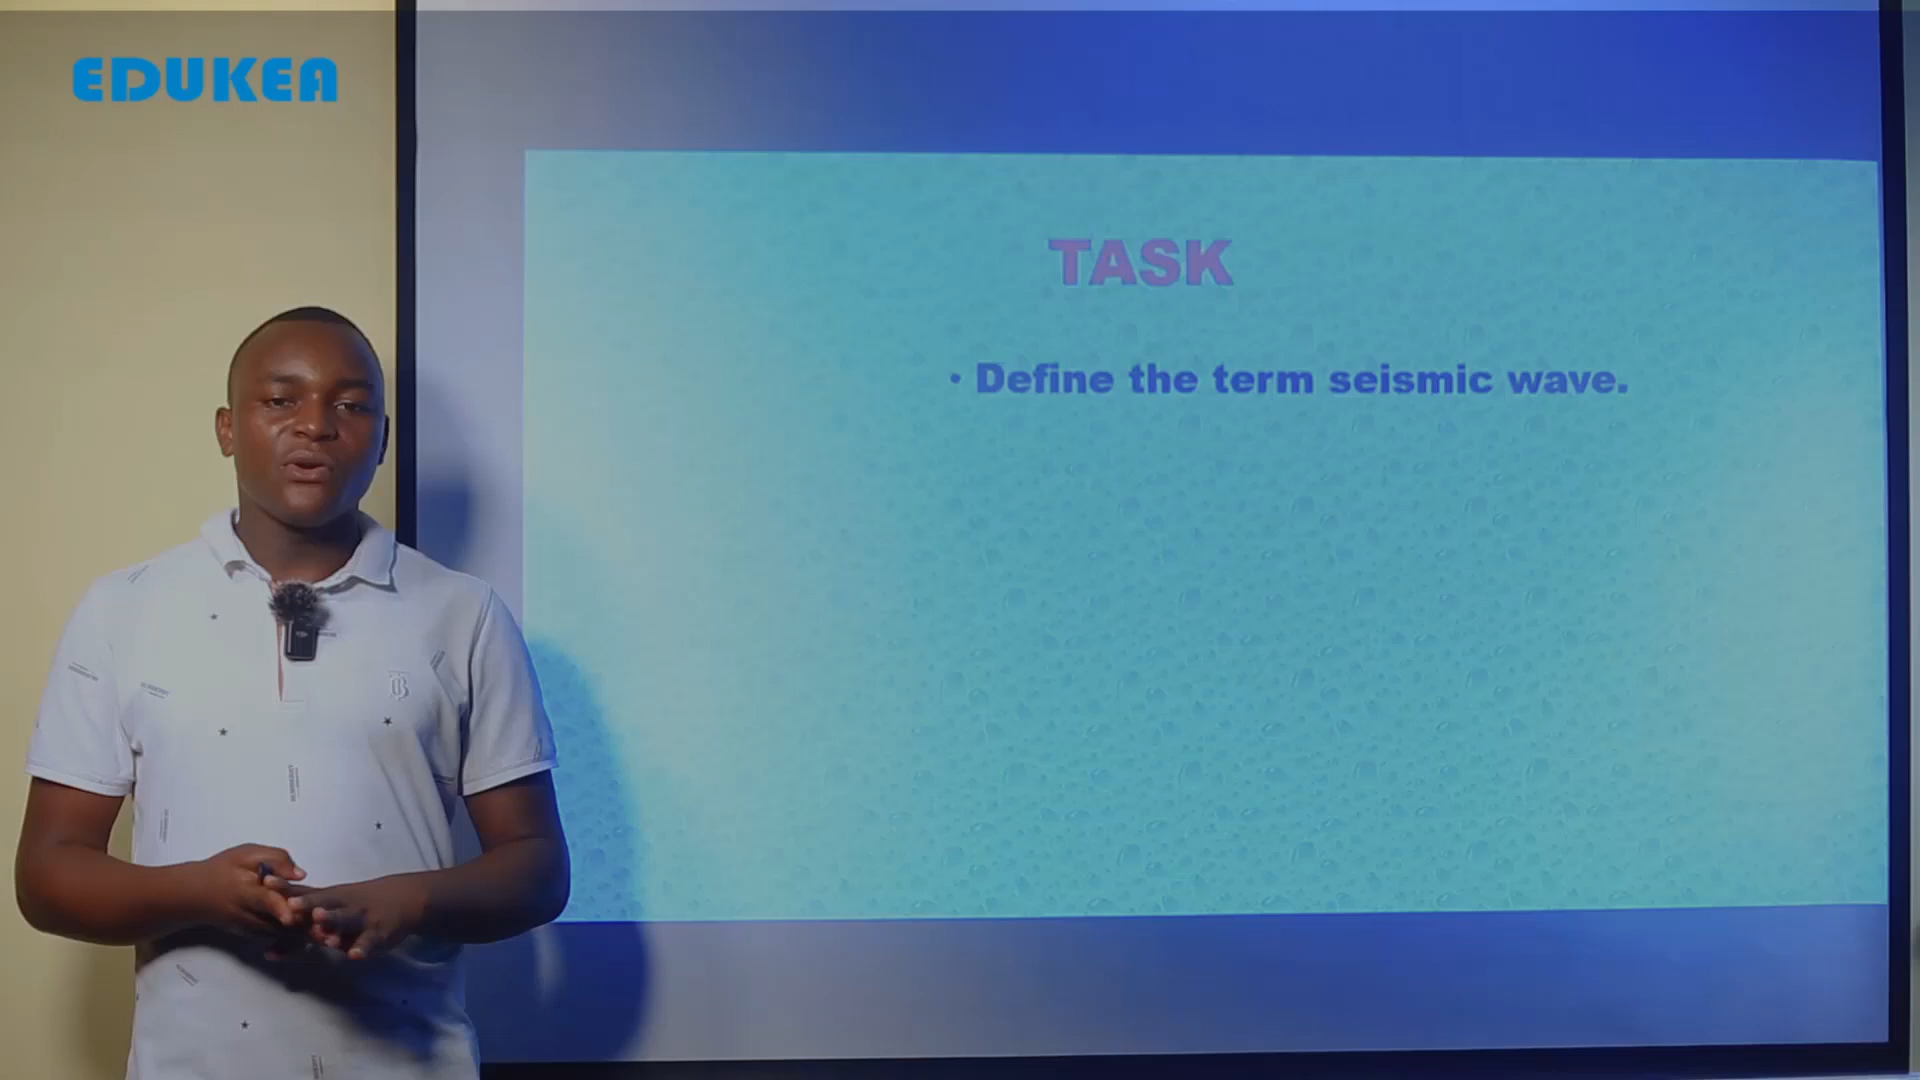 EDUKEA
TASK
• Define the term seismic wave.